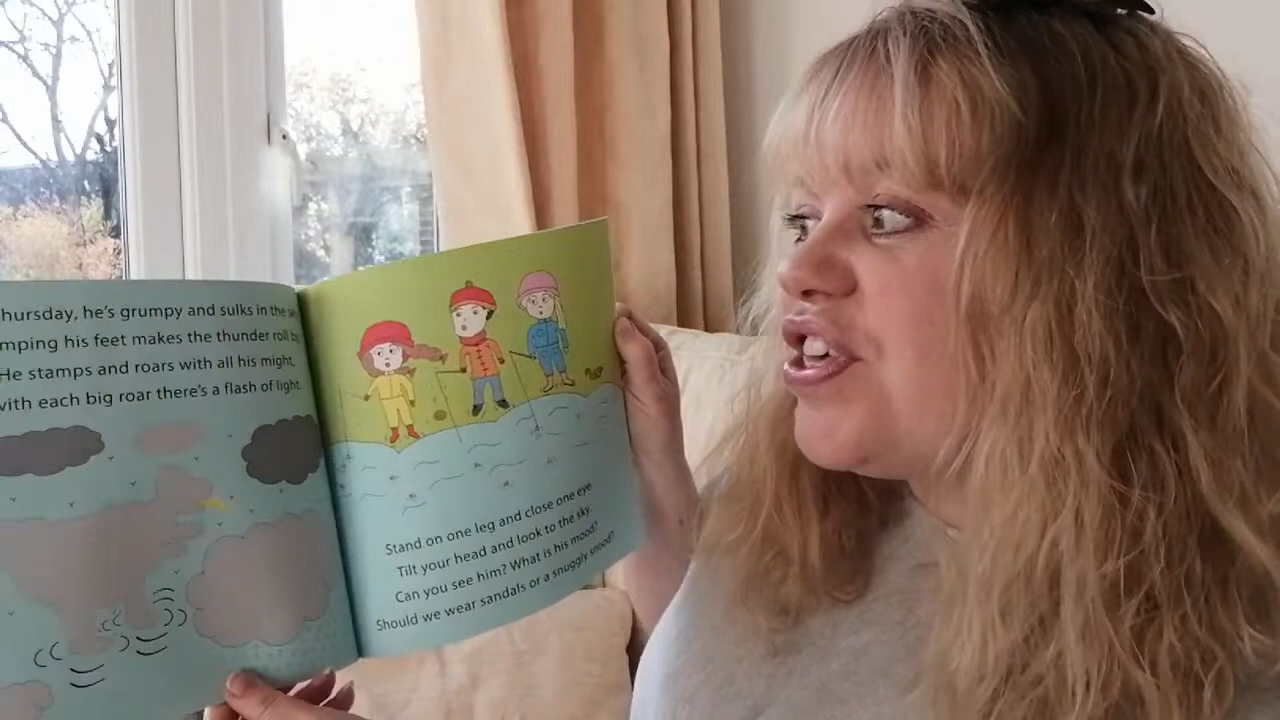 hursday, he's grumpy and sulks in the
mping his feet makes the thunder roll
He stamps and roars with all his might,
with each big roar there's a flash of light.
Stand on one leg and close one eye
Tilt your head and look to the sky.
Can you see him? What is his mood?
Should we wear sandals or a snuggly snood?